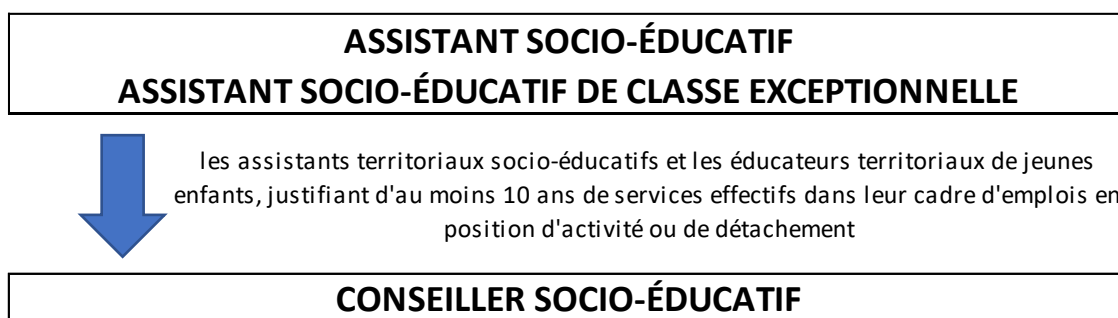 ASSISTANT SOCIO-ÉDUCATIF
ASSISTANT SOCIO-ÉDUCATIF DE CLASSE EXCEPTIONNELLE
les assistants territoriaux socio-éducatifs et les éducateurs territoriaux de jeunes
enfants, justifiant d'au moins 10 ans de services effectifs dans leur cadre d'emplois en
position d'activité ou de détachement
CONSEILLER SOCIO-ÉDUCATIF